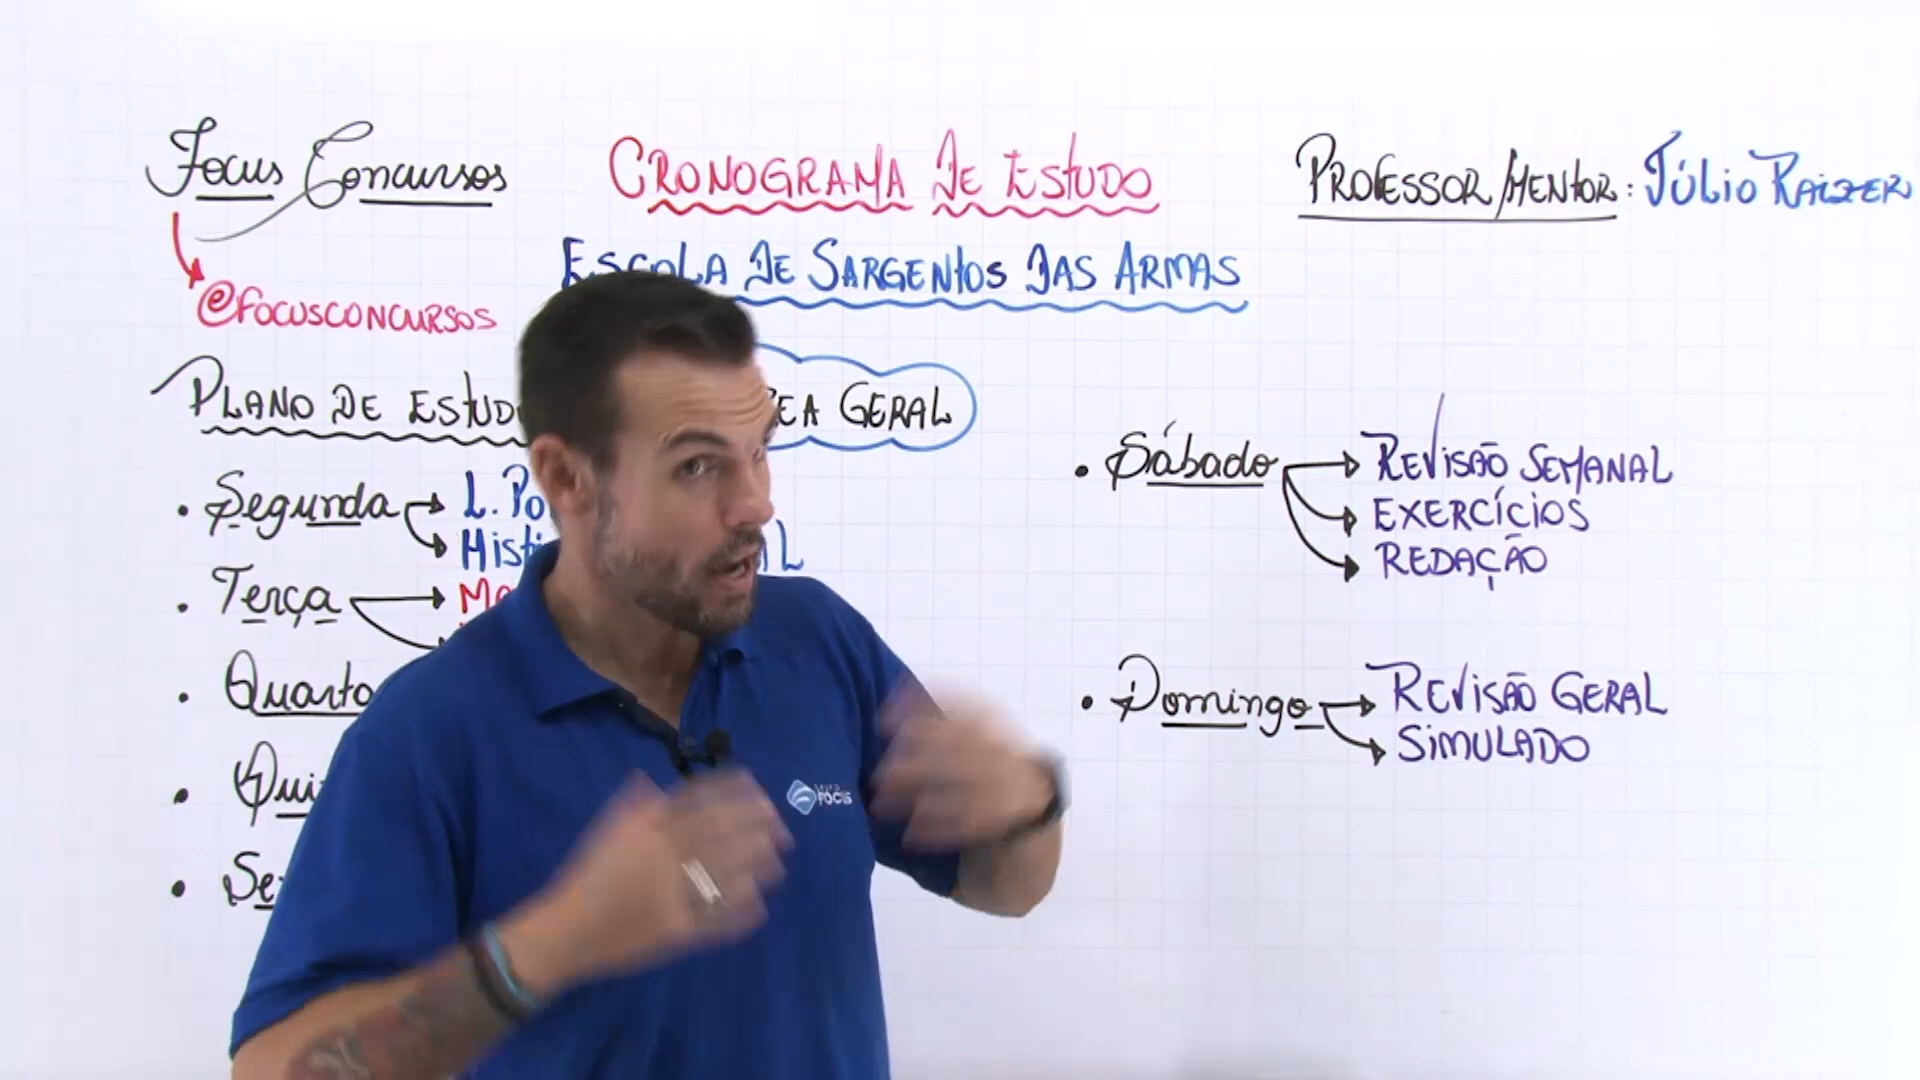 Focus Concursos
CRONOGRAMA DE ESTUDO
PROFESSOR/MENTOR: JÚLIO RAIZER
@FOCUSCONCURSOS
ESCOLA DE SARGENTOS DAS ARMAS
PLANO DE ESTUDO
GERAL
• Segunda
• Terça
• Quarta
FOCUS
• Sábado
REVISÃO SEMANAL
EXERCÍCIOS
REDAÇÃO
• Domingo
REVISÃO GERAL
SIMULADO